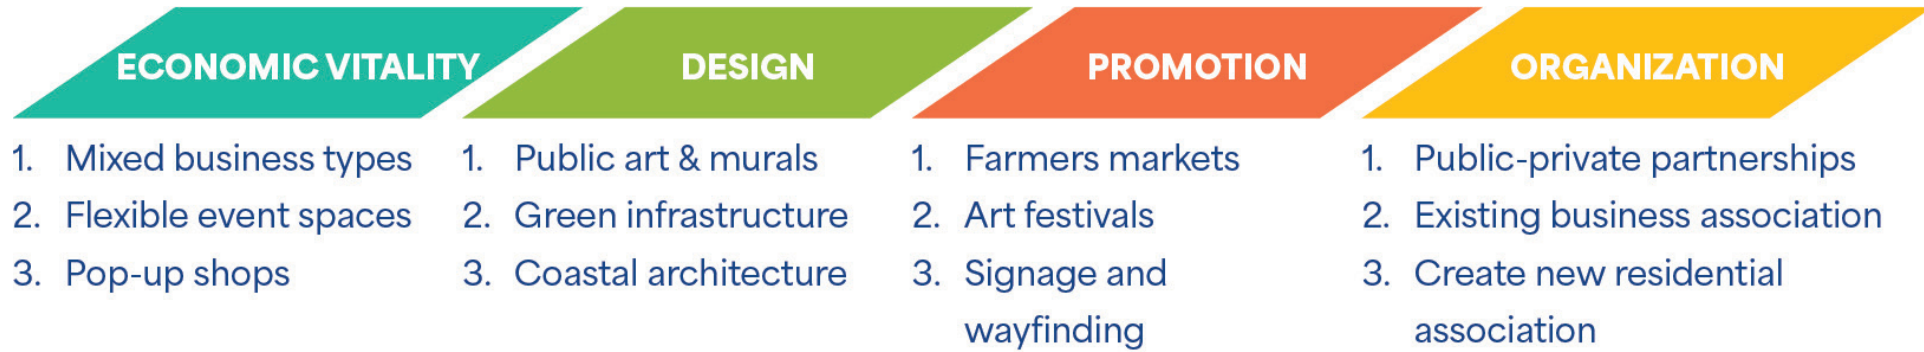 ECONOMIC VITALITY
1. Mixed business types
2. Flexible event spaces
3. Pop-up shops
DESIGN
1. Public art & murals
2. Green infrastructure
3. Coastal architecture
PROMOTION
1. Farmers markets
2. Art festivals
3. Signage and
wayfinding
ORGANIZATION
1. Public-private partnerships
2. Existing business association
3. Create new residential
association